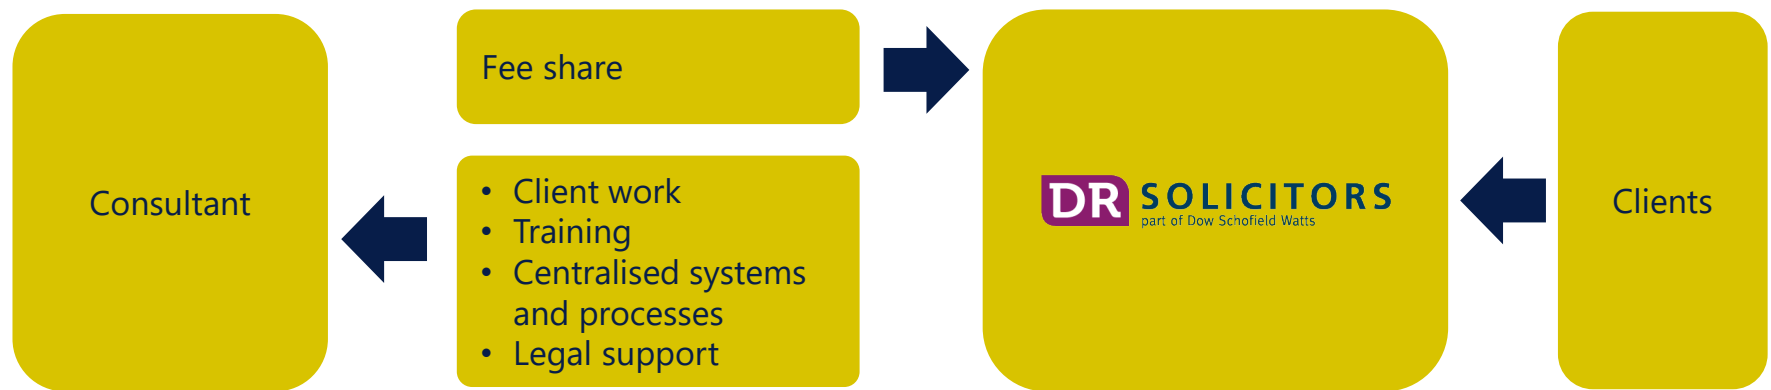 Consultant
Fee share
• Client work
• Training
• Centralised systems
and processes
• Legal support
DR SOLICITORS
part of Dow Schofield Watts
Clients